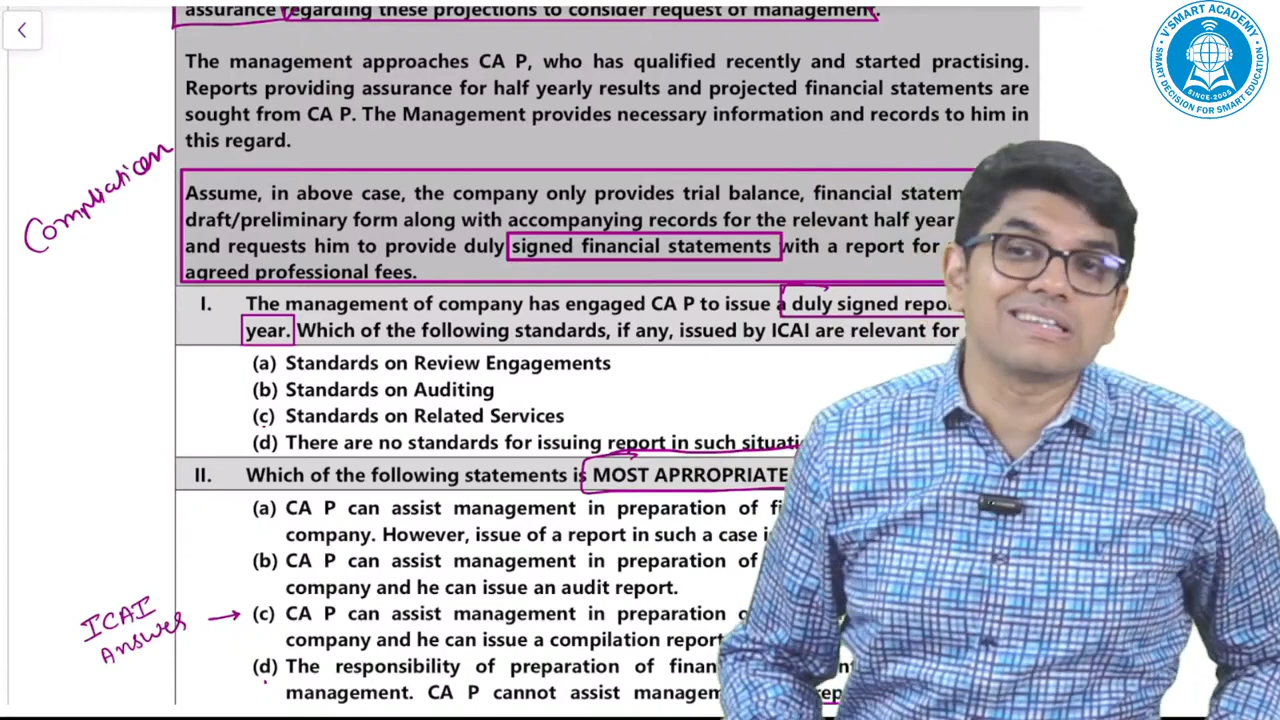 assurance regarding these projections to consider request of management.
V'SMART ACADEMY
SMART DECISION FOR SMART EDUCATION
SINCE-2005
The management approaches CA P, who has qualified recently and started practising.
Reports providing assurance for half yearly results and projected financial statements are
sought from CA P. The Management provides necessary information and records to him in
this regard.
Compilation
Assume, in above case, the company only provides trial balance, financial statem
draft/preliminary form along with accompanying records for the relevant half year
and requests him to provide duly signed financial statements with a report for
agreed professional fees.
I. The management of company has engaged CA P to issue a duly signed repo
year. Which of the following standards, if any, issued by ICAI are relevant for
(a) Standards on Review Engagements
(b) Standards on Auditing
(c) Standards on Related Services
(d) There are no standards for issuing report in such situati
II. Which of the following statements is MOST APRROPRIATE
(a) CA P can assist management in preparation of fi
company. However, issue of a report in such a case i
(b) CA P can assist management in preparation of
company and he can issue an audit report.
ICAI Answer
(c) CA P can assist management in preparation
company and he can issue a compilation report
(d) The responsibility of preparation of finan
management. CA P cannot assist managem